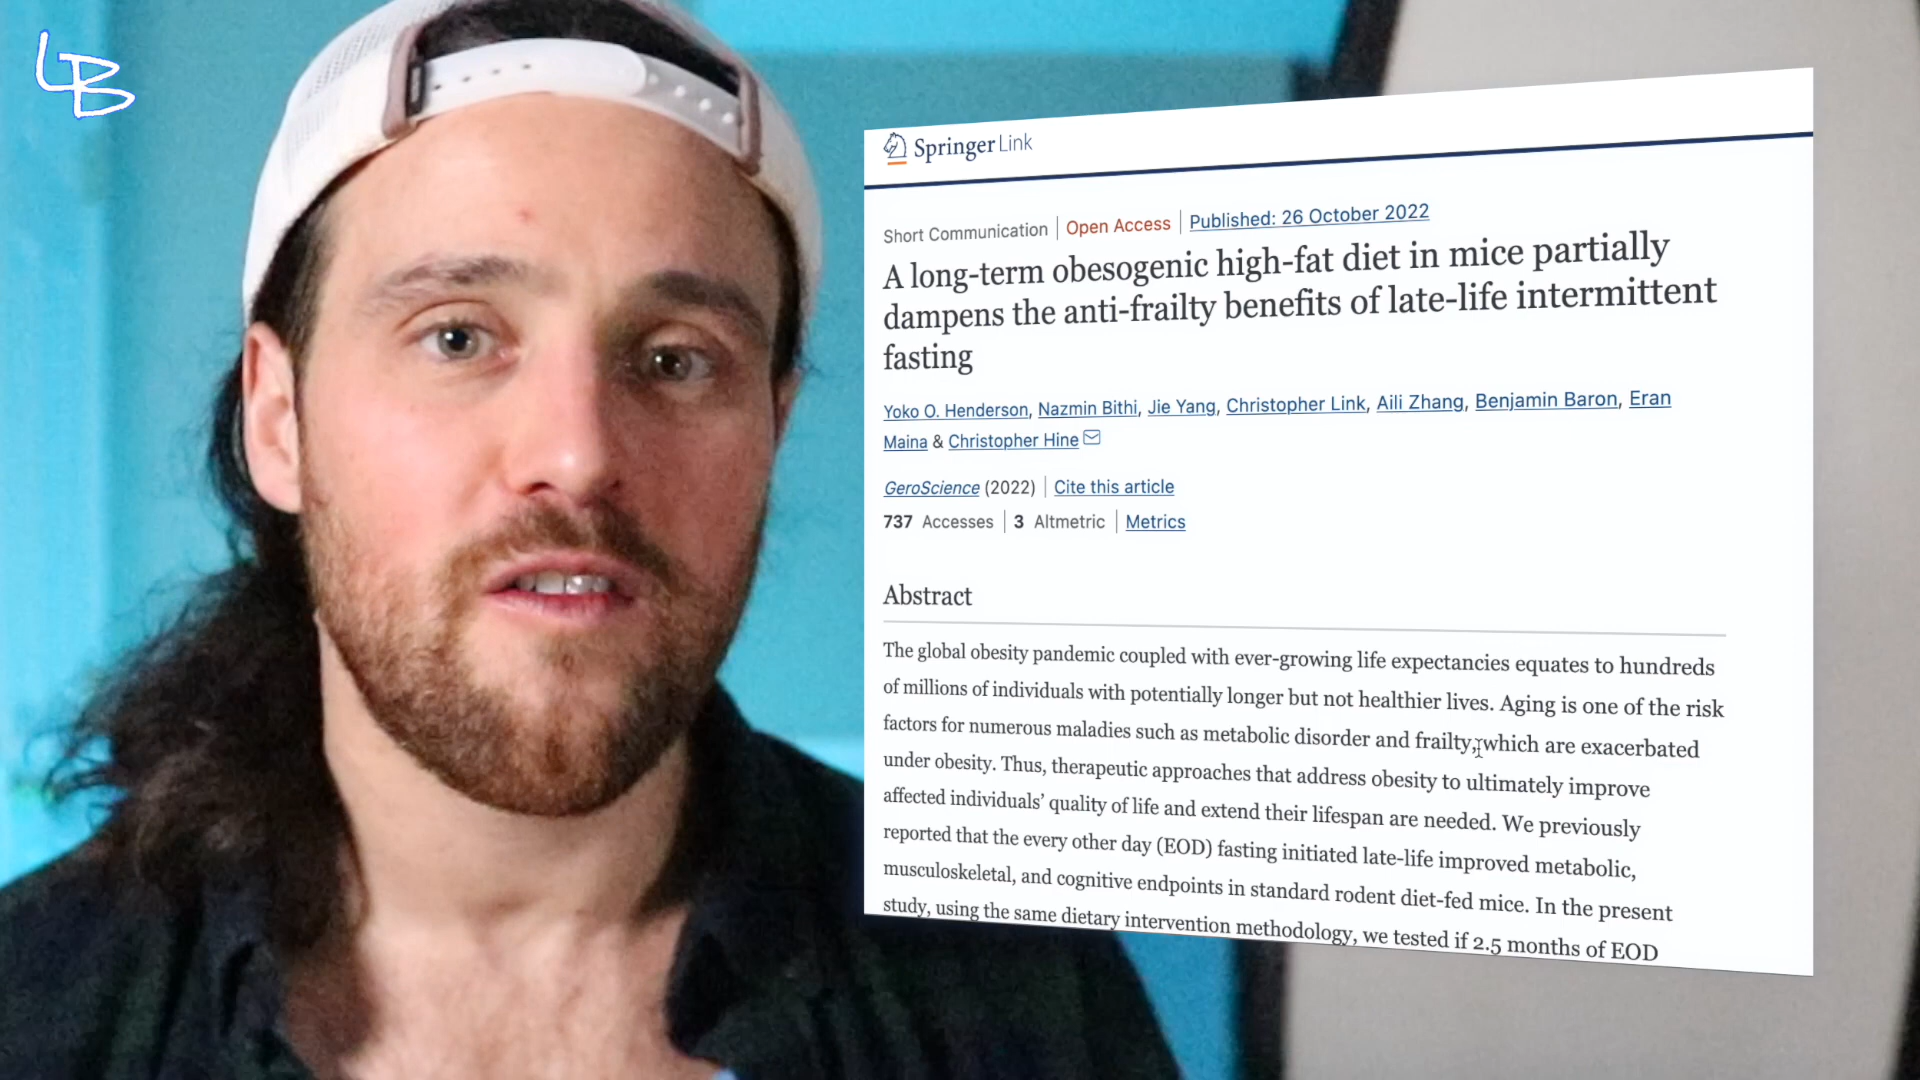 LB
Springer Link
Short Communication | Open Access | Published: 26 October 2022
A long-term obesogenic high-fat diet in mice partially
dampens the anti-frailty benefits of late-life intermittent
fasting
Yoko O. Henderson, Nazmin Bithi, Jie Yang, Christopher Link, Aili Zhang, Benjamin Baron, Eran
Maina & Christopher Hine
GeroScience (2022) | Cite this article
737 Accesses | 3 Altmetric | Metrics
Abstract
The global obesity pandemic coupled with ever-growing life expectancies equates to hundreds
of millions of individuals with potentially longer but not healthier lives. Aging is one of the risk
factors for numerous maladies such as metabolic disorder and frailty, which are exacerbated
under obesity. Thus, therapeutic approaches that address obesity to ultimately improve
affected individuals’ quality of life and extend their lifespan are needed. We previously
reported that the every other day (EOD) fasting initiated late-life improved metabolic,
musculoskeletal, and cognitive endpoints in standard rodent diet-fed mice. In the present
study, using the same dietary intervention methodology, we tested if 2.5 months of EOD